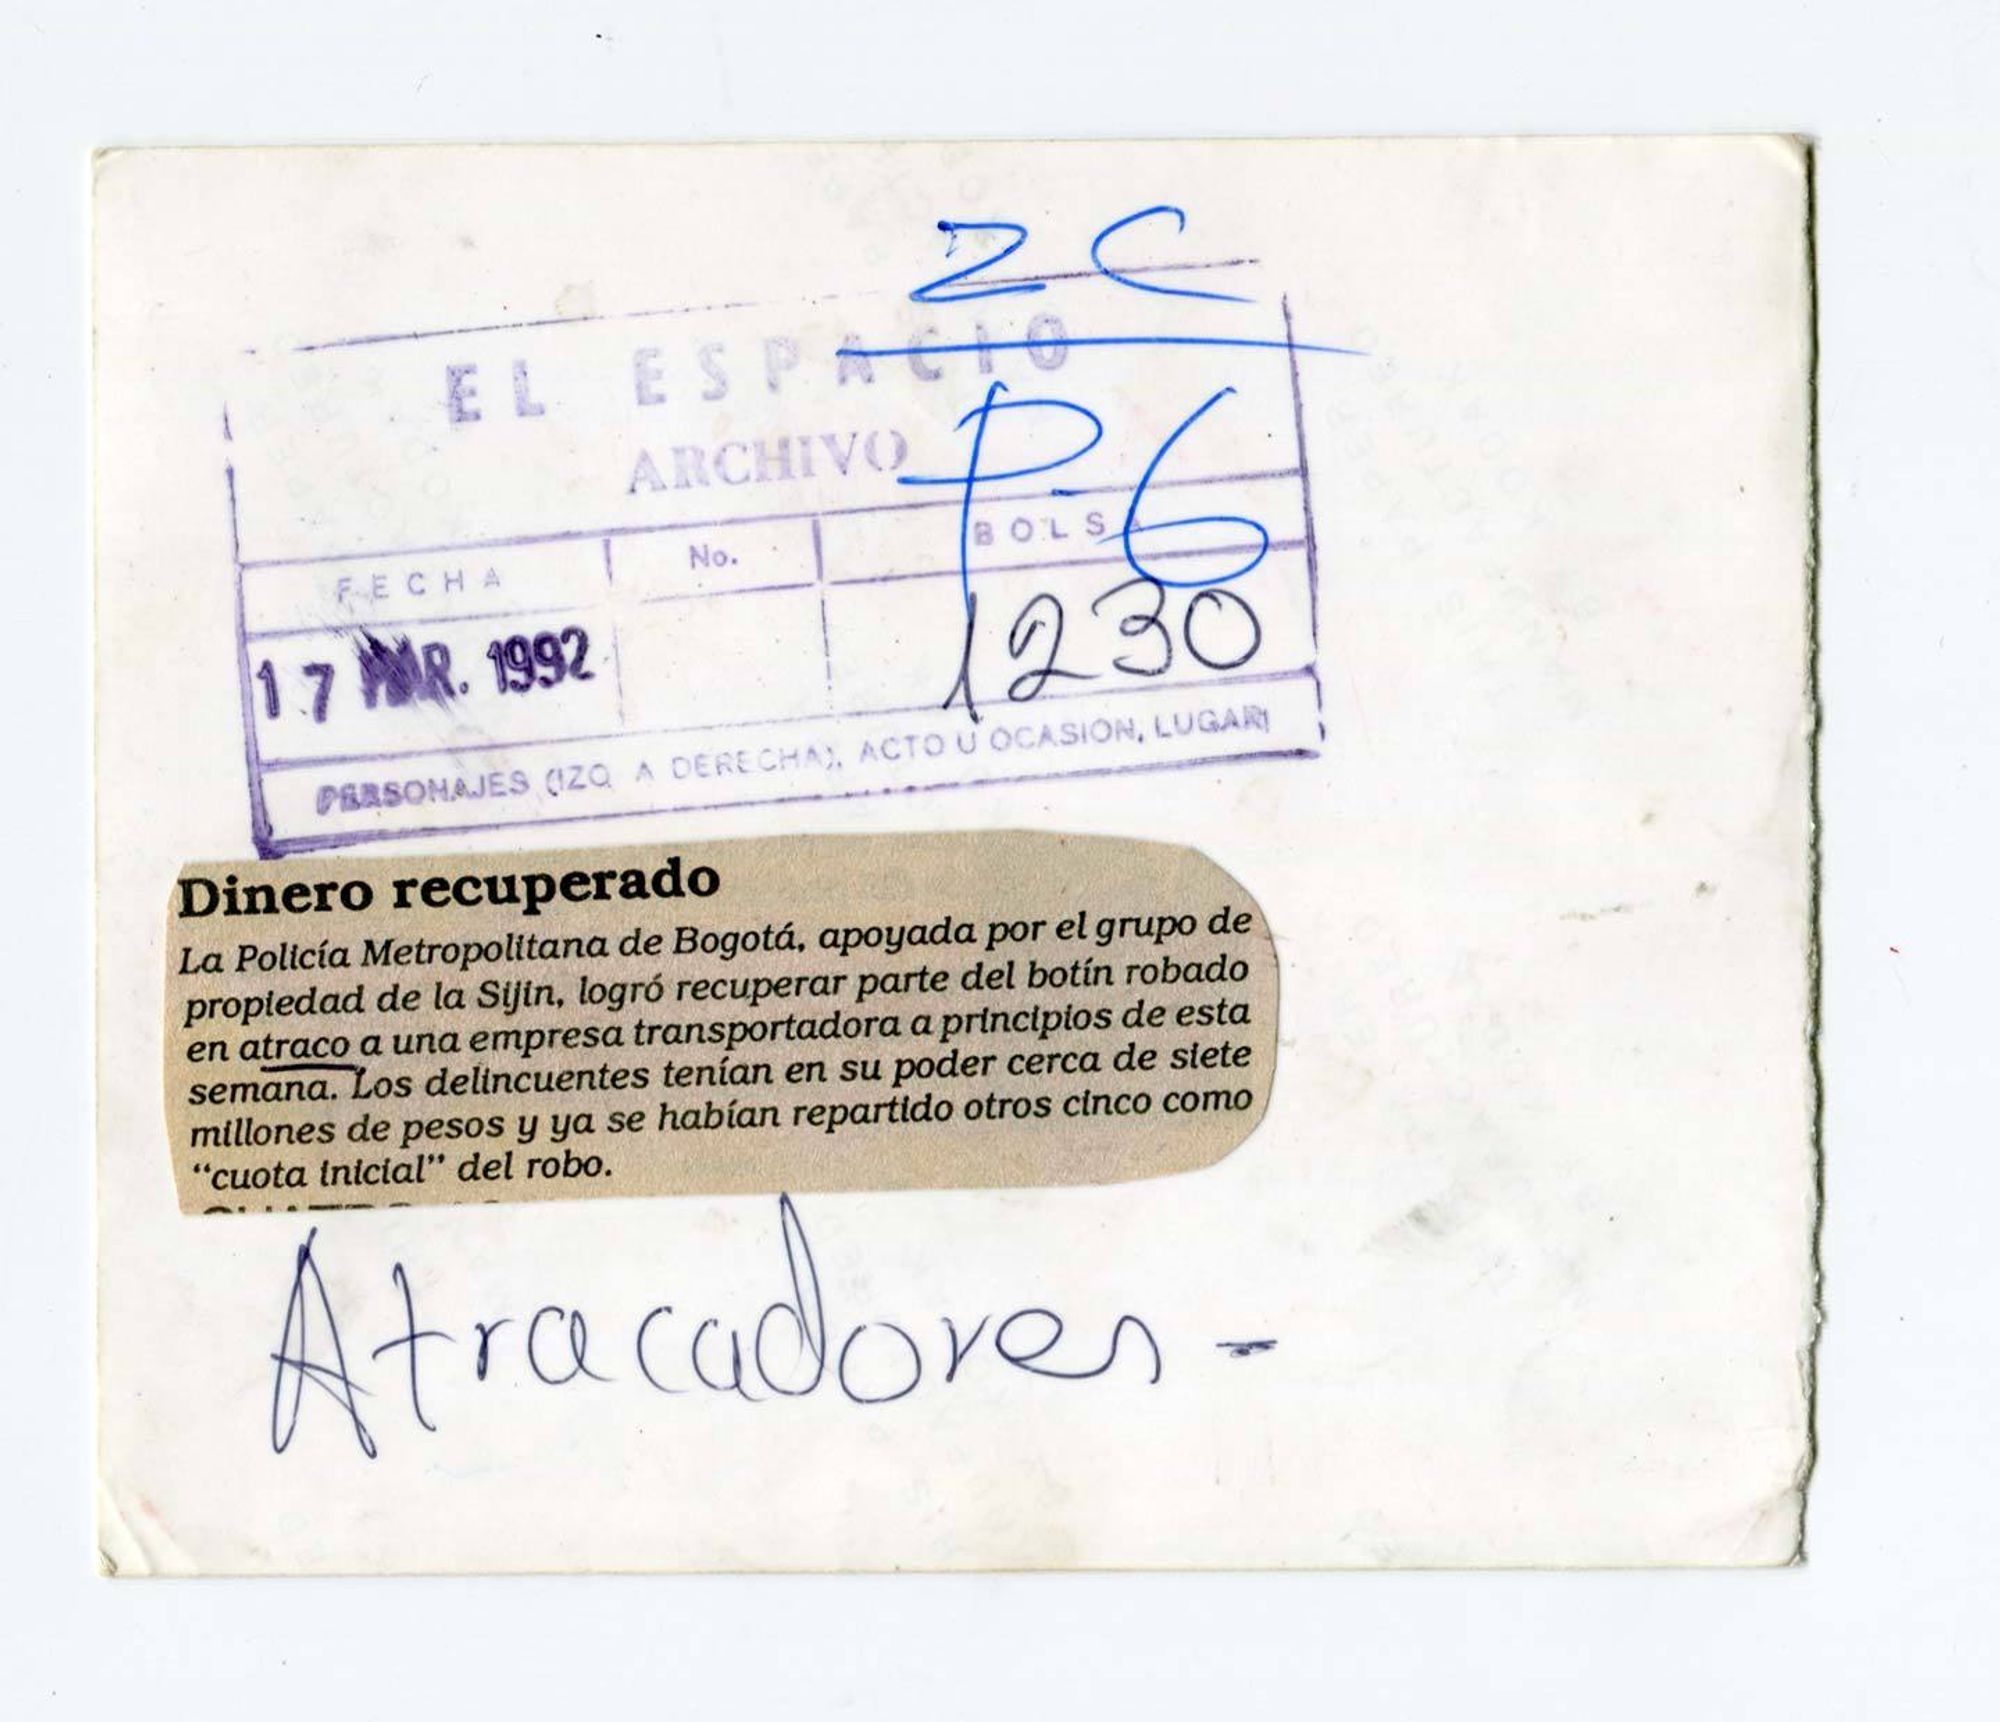 2C
EL ESPACIO
ARCHIVO
P-6
FECHA No. BOLSA
17 MAR. 1992 1230
PERSONAJES (IZQ A DERECHA), ACTO U OCASION, LUGAR
Dinero recuperado
La Policía Metropolitana de Bogotá, apoyada por el grupo de
propiedad de la Sijin, logró recuperar parte del botín robado
en atraco a una empresa transportadora a principios de esta
semana. Los delincuentes tenían en su poder cerca de siete
millones de pesos y ya se habían repartido otros cinco como
“cuota inicial” del robo.
Atracadores -